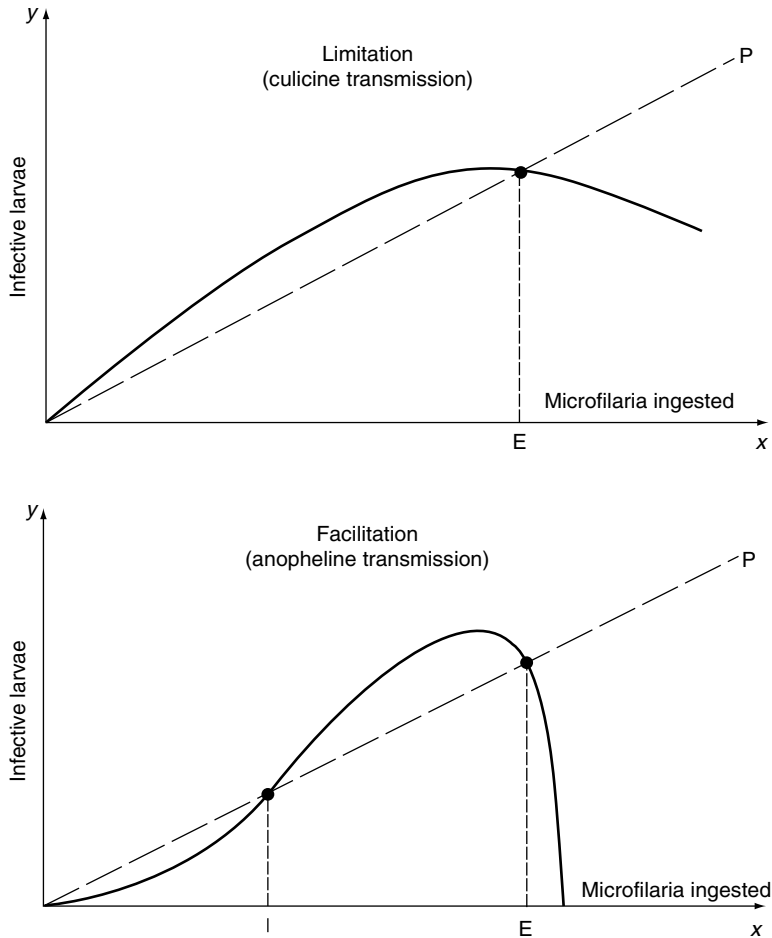 y
Limitation
(culicine transmission)
P
Infective larvae
Microfilaria ingested
E
x
y
Facilitation
(anopheline transmission)
P
Infective larvae
Microfilaria ingested
I
E
x